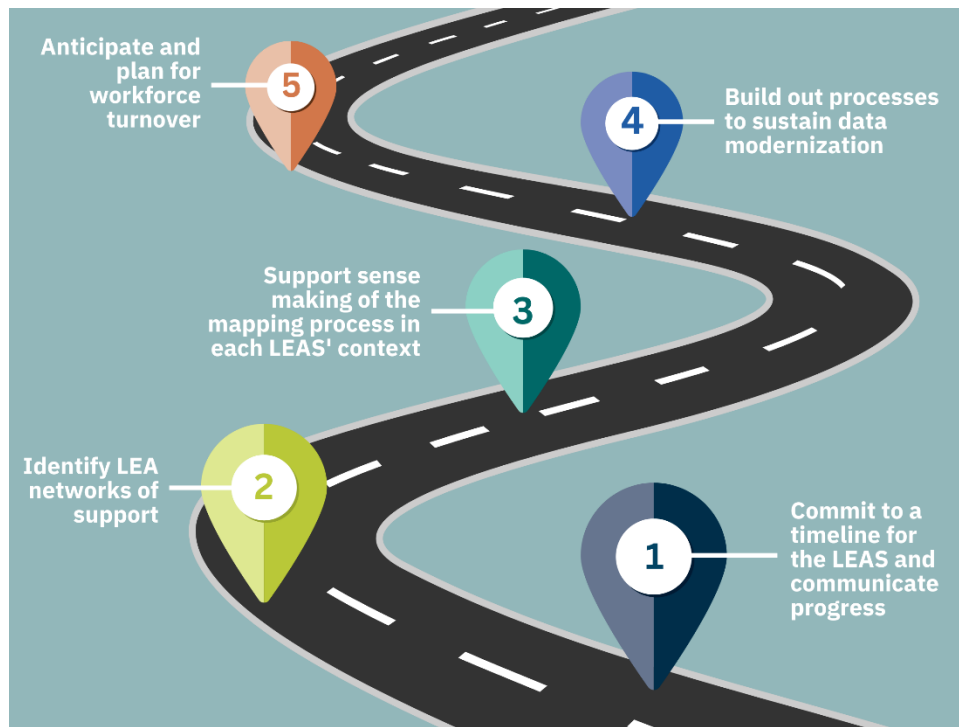 Anticipate and
plan for
workforce
turnover
5
4
Build out processes
to sustain data
modernization
Support sense
making of the
mapping process in
each LEAS' context
3
Identify LEA
networks of
support
2
1
Commit to a
timeline for
the LEAS and
communicate
progress